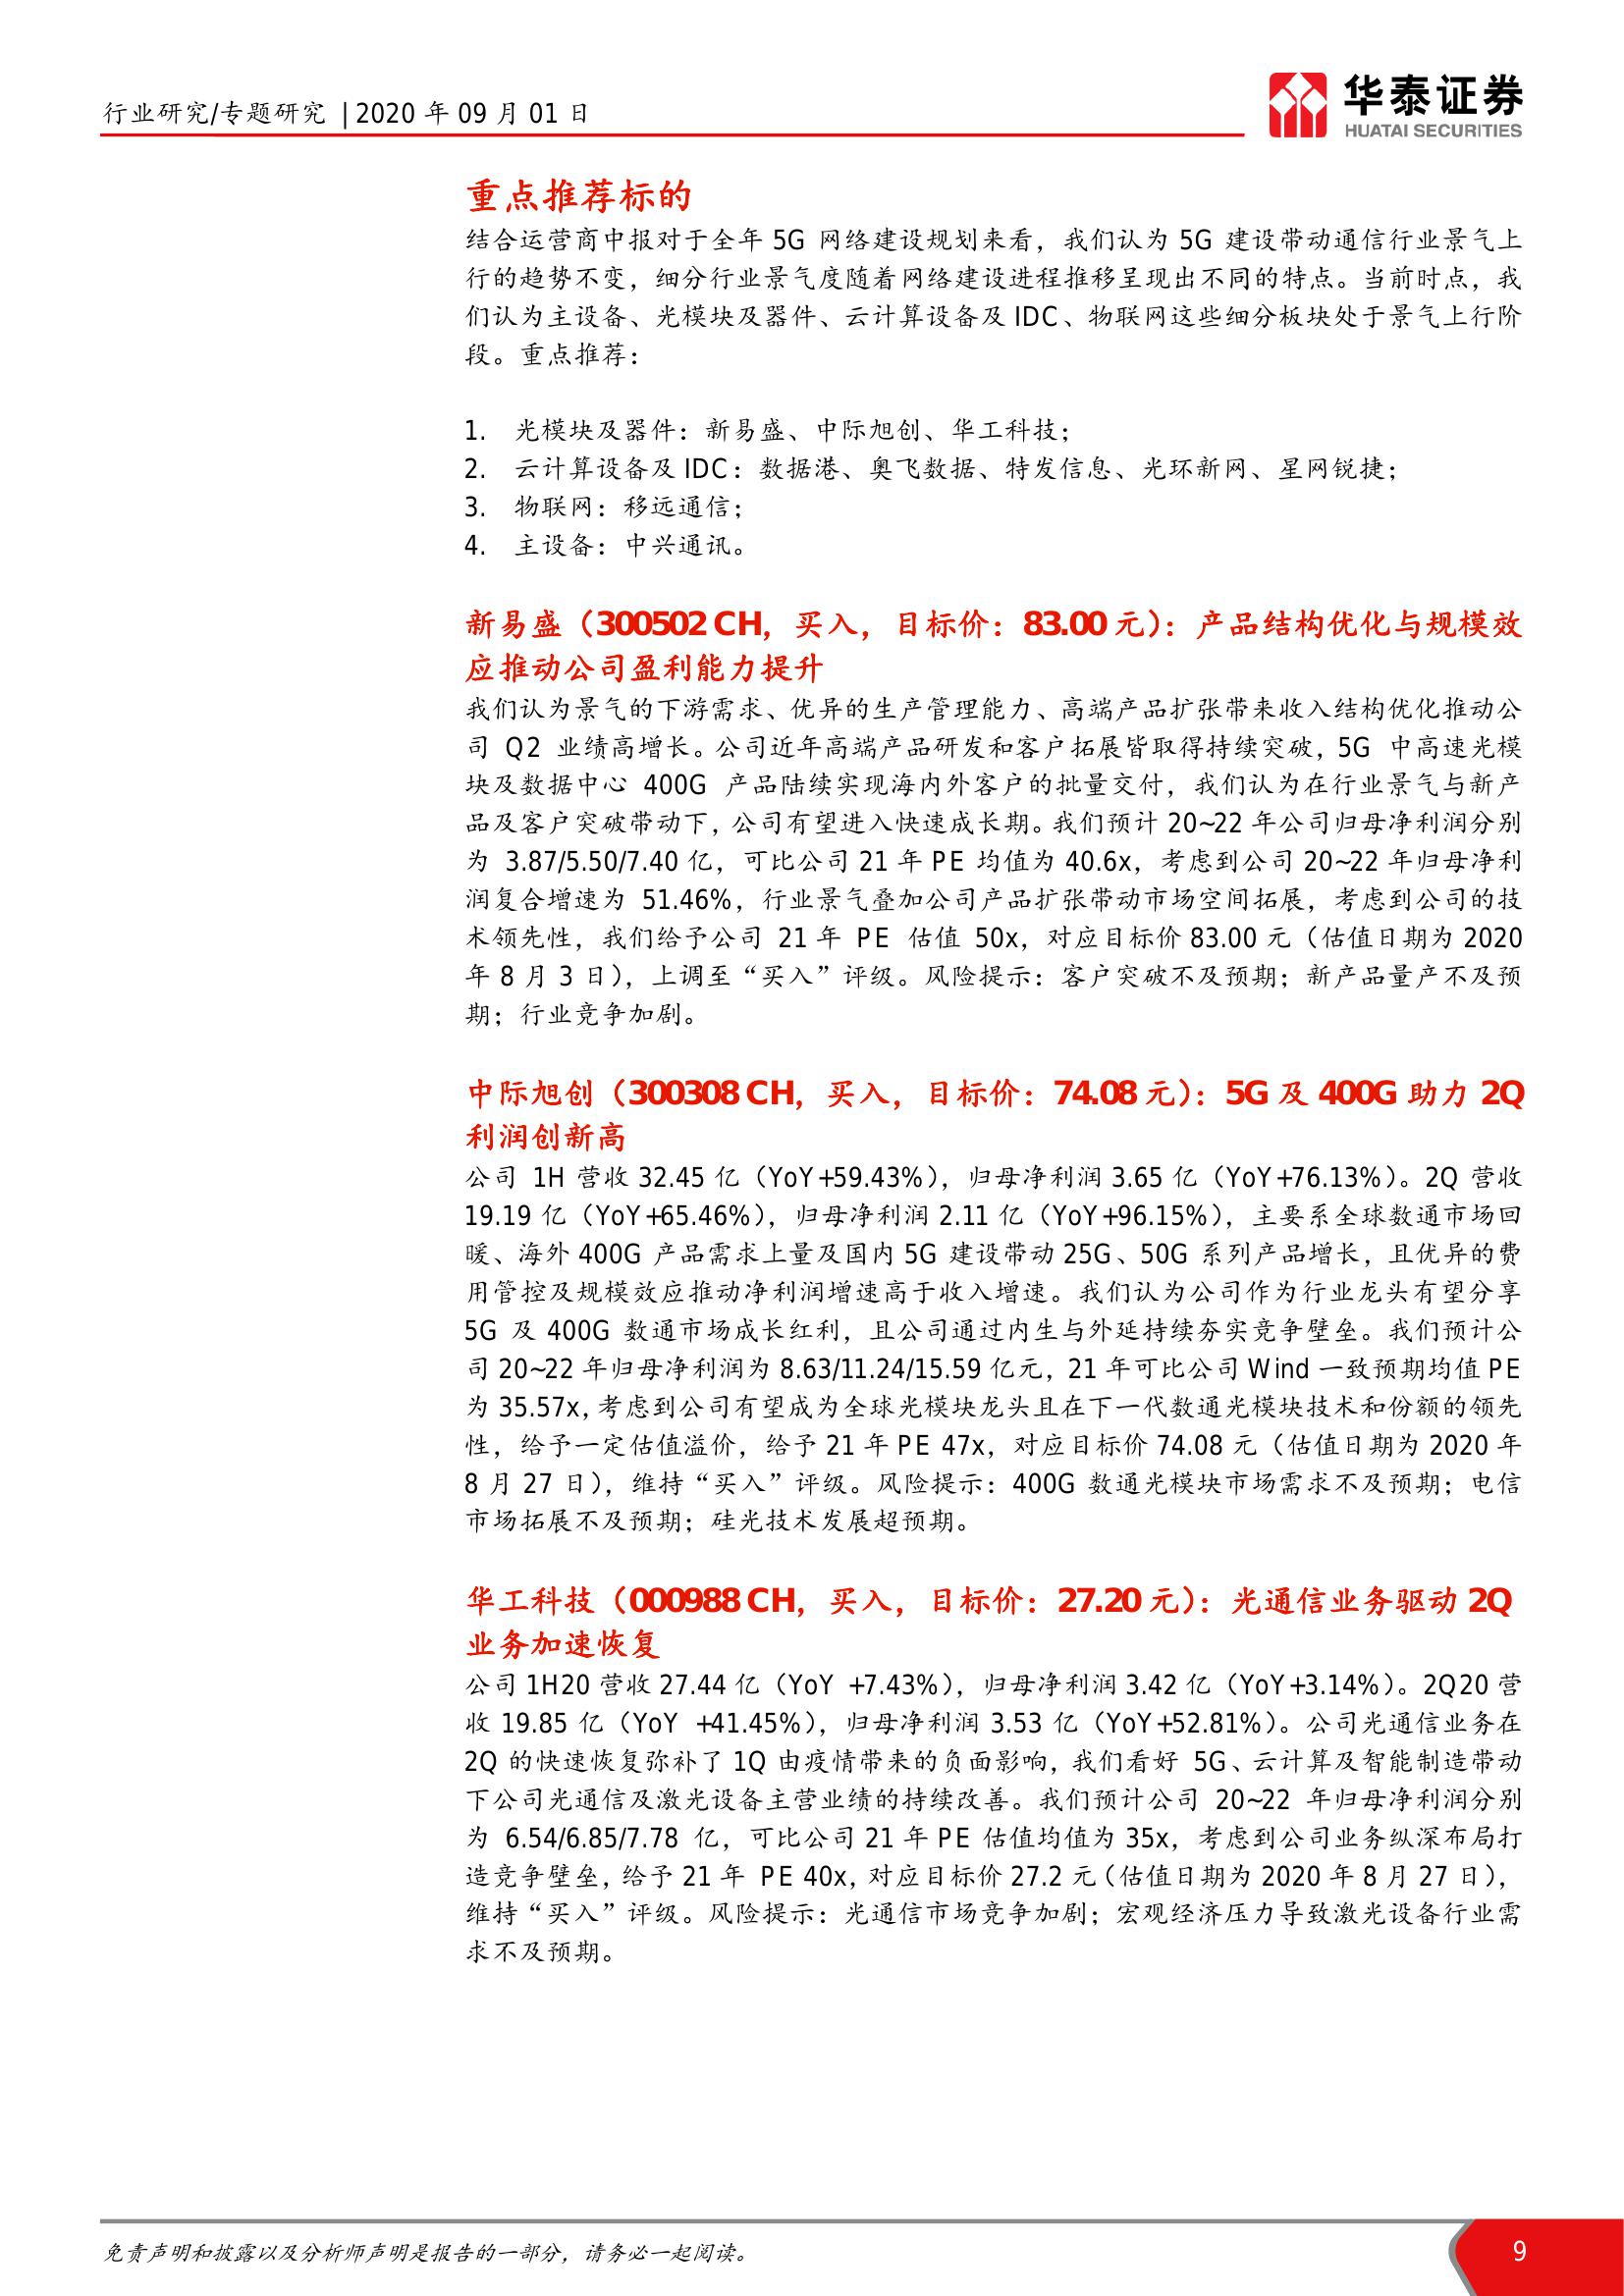 行业研究/专题研究 | 2020 年 09 月 01 日
华泰证券
HUATAI SECURITIES
重点推荐标的
结合运营商中报对于全年 5G 网络建设规划来看，我们认为 5G 建设带动通信行业景气上
行的趋势不变，细分行业景气度随着网络建设进程推移呈现出不同的特点。当前时点，我
们认为主设备、光模块及器件、云计算设备及 IDC、物联网这些细分板块处于景气上行阶
段。重点推荐：
1. 光模块及器件：新易盛、中际旭创、华工科技；
2. 云计算设备及 IDC：数据港、奥飞数据、特发信息、光环新网、星网锐捷；
3. 物联网：移远通信；
4. 主设备：中兴通讯。
新易盛（300502 CH，买入，目标价：83.00 元）：产品结构优化与规模效
应推动公司盈利能力提升
我们认为景气的下游需求、优异的生产管理能力、高端产品扩张带来收入结构优化推动公
司 Q2 业绩高增长。公司近年高端产品研发和客户拓展皆取得持续突破，5G 中高速光模
块及数据中心 400G 产品陆续实现海内外客户的批量交付，我们认为在行业景气与新产
品及客户突破带动下，公司有望进入快速成长期。我们预计 20~22 年公司归母净利润分别
为 3.87/5.50/7.40 亿，可比公司 21 年 PE 均值为 40.6x，考虑到公司 20~22 年归母净利
润复合增速为 51.46%，行业景气叠加公司产品扩张带动市场空间拓展，考虑到公司的技
术领先性，我们给予公司 21 年 PE 估值 50x，对应目标价 83.00 元（估值日期为 2020
年 8 月 3 日），上调至“买入”评级。风险提示：客户突破不及预期；新产品量产不及预
期；行业竞争加剧。
中际旭创（300308 CH，买入，目标价：74.08 元）：5G 及 400G 助力 2Q
利润创新高
公司 1H 营收 32.45 亿（YoY+59.43%），归母净利润 3.65 亿（YoY+76.13%）。2Q 营收
19.19 亿（YoY+65.46%），归母净利润 2.11 亿（YoY+96.15%），主要系全球数通市场回
暖、海外 400G 产品需求上量及国内 5G 建设带动 25G、50G 系列产品增长，且优异的费
用管控及规模效应推动净利润增速高于收入增速。我们认为公司作为行业龙头有望分享
5G 及 400G 数通市场成长红利，且公司通过内生与外延持续夯实竞争壁垒。我们预计公
司 20~22 年归母净利润为 8.63/11.24/15.59 亿元，21 年可比公司 Wind 一致预期均值 PE
为 35.57x，考虑到公司有望成为全球光模块龙头且在下一代数通光模块技术和份额的领先
性，给予一定估值溢价，给予 21 年 PE 47x，对应目标价 74.08 元（估值日期为 2020 年
8 月 27 日），维持“买入”评级。风险提示：400G 数通光模块市场需求不及预期；电信
市场拓展不及预期；硅光技术发展超预期。
华工科技（000988 CH，买入，目标价：27.20 元）：光通信业务驱动 2Q
业务加速恢复
公司 1H20 营收 27.44 亿（YoY +7.43%），归母净利润 3.42 亿（YoY+3.14%）。2Q20 营
收 19.85 亿（YoY +41.45%），归母净利润 3.53 亿（YoY+52.81%）。公司光通信业务在
2Q 的快速恢复弥补了 1Q 由疫情带来的负面影响，我们看好 5G、云计算及智能制造带动
下公司光通信及激光设备主营业绩的持续改善。我们预计公司 20~22 年归母净利润分别
为 6.54/6.85/7.78 亿，可比公司 21 年 PE 估值均值为 35x，考虑到公司业务纵深布局打
造竞争壁垒，给予 21 年 PE 40x，对应目标价 27.2 元（估值日期为 2020 年 8 月 27 日），
维持“买入”评级。风险提示：光通信市场竞争加剧；宏观经济压力导致激光设备行业需
求不及预期。
免责声明和披露以及分析师声明是报告的一部分，请务必一起阅读。
9